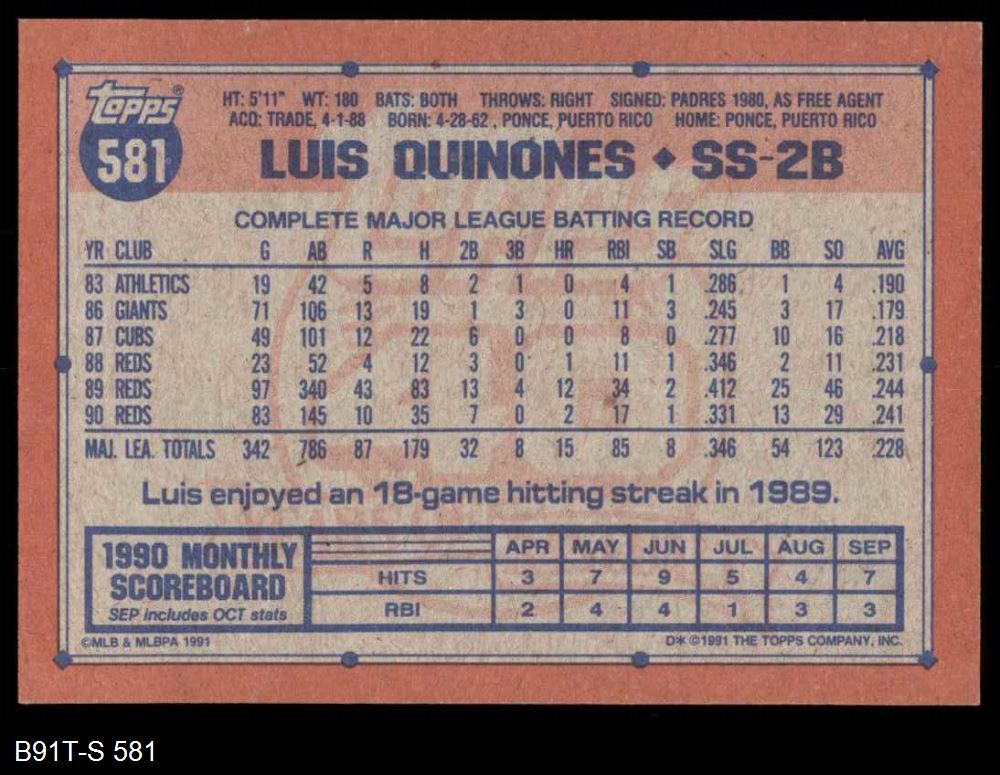 Topps®
581
HT: 5'11" WT: 180 BATS: BOTH THROWS: RIGHT SIGNED: PADRES 1980, AS FREE AGENT
ACQ: TRADE, 4-1-88 BORN: 4-28-62, PONCE, PUERTO RICO HOME: PONCE, PUERTO RICO
LUIS QUINONES ♦ SS-2B
COMPLETE MAJOR LEAGUE BATTING RECORD
YR CLUB G AB R H 2B 3B HR RBI SB SLG BB SO AVG
83 ATHLETICS 19 42 5 8 2 1 0 4 1 .286 1 4 .190
86 GIANTS 71 106 13 19 1 3 0 11 3 .245 3 17 .179
87 CUBS 49 101 12 22 6 0 0 8 0 .277 10 16 .218
88 REDS 23 52 4 12 3 0 1 11 1 .346 2 11 .231
89 REDS 97 340 43 83 13 4 12 34 2 .412 25 46 .244
90 REDS 83 145 10 35 7 0 2 17 1 .331 13 29 .241
MAJ. LEA. TOTALS 342 786 87 179 32 8 15 85 8 .346 54 123 .228
Luis enjoyed an 18-game hitting streak in 1989.
1990 MONTHLY
SCOREBOARD
SEP includes OCT stats
APR MAY JUN JUL AUG SEP
HITS 3 7 9 5 4 7
RBI 2 4 4 1 3 3
©MLB & MLBPA 1991
D* ©1991 THE TOPPS COMPANY, INC.
B91T-S 581